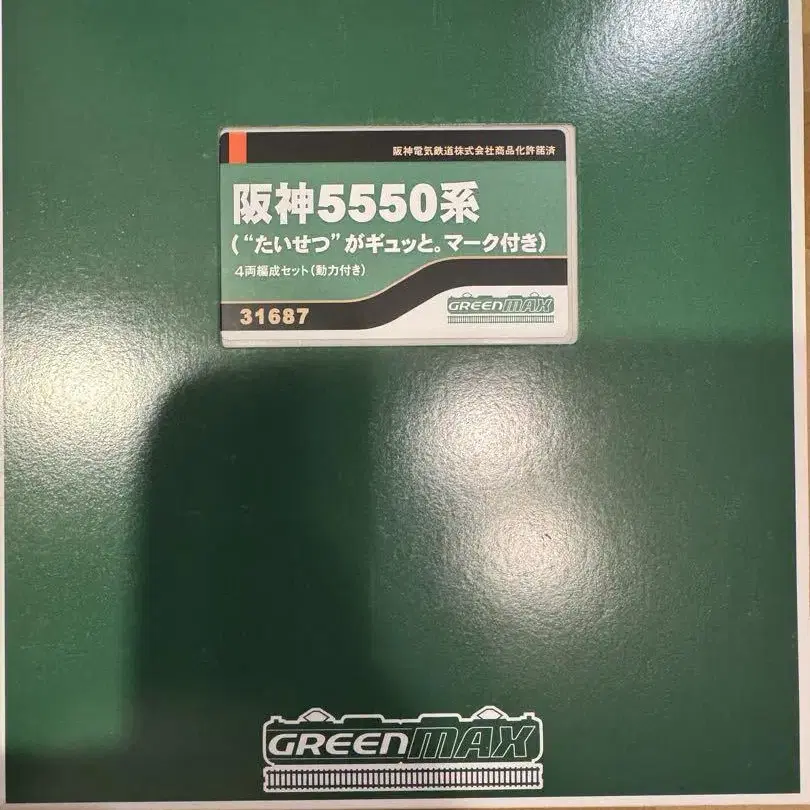 阪神電気鉄道株式会社商品化許諾済
阪神5550系
(“たいせつ”がギュッと。マーク付き)
4両編成セット(動力付き)
31687
GREENMAX
GREENMAX